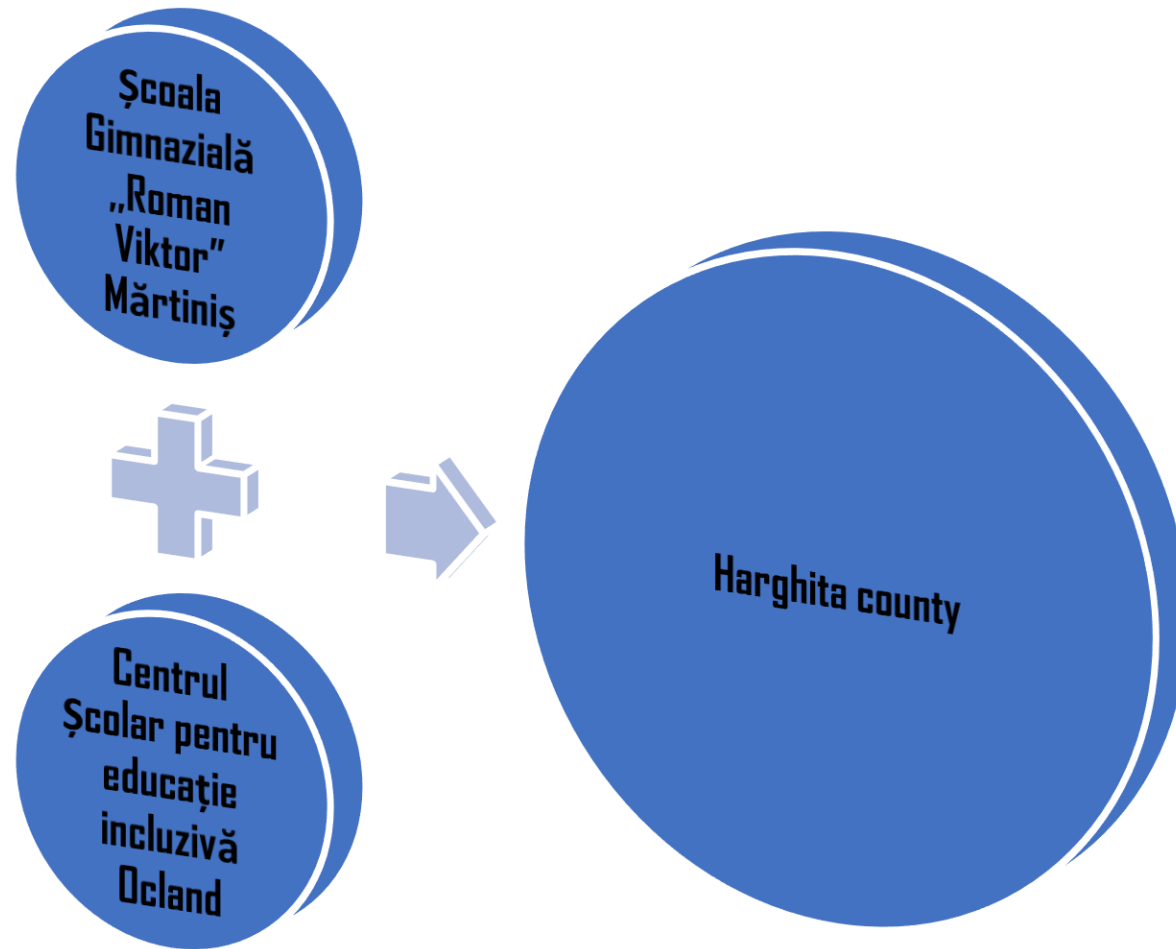 Școala
Gimnazială
,,Roman
Viktor”
Mărtiniș
Centrul
Școlar pentru
educație
incluzivă
Ocland
Harghita county